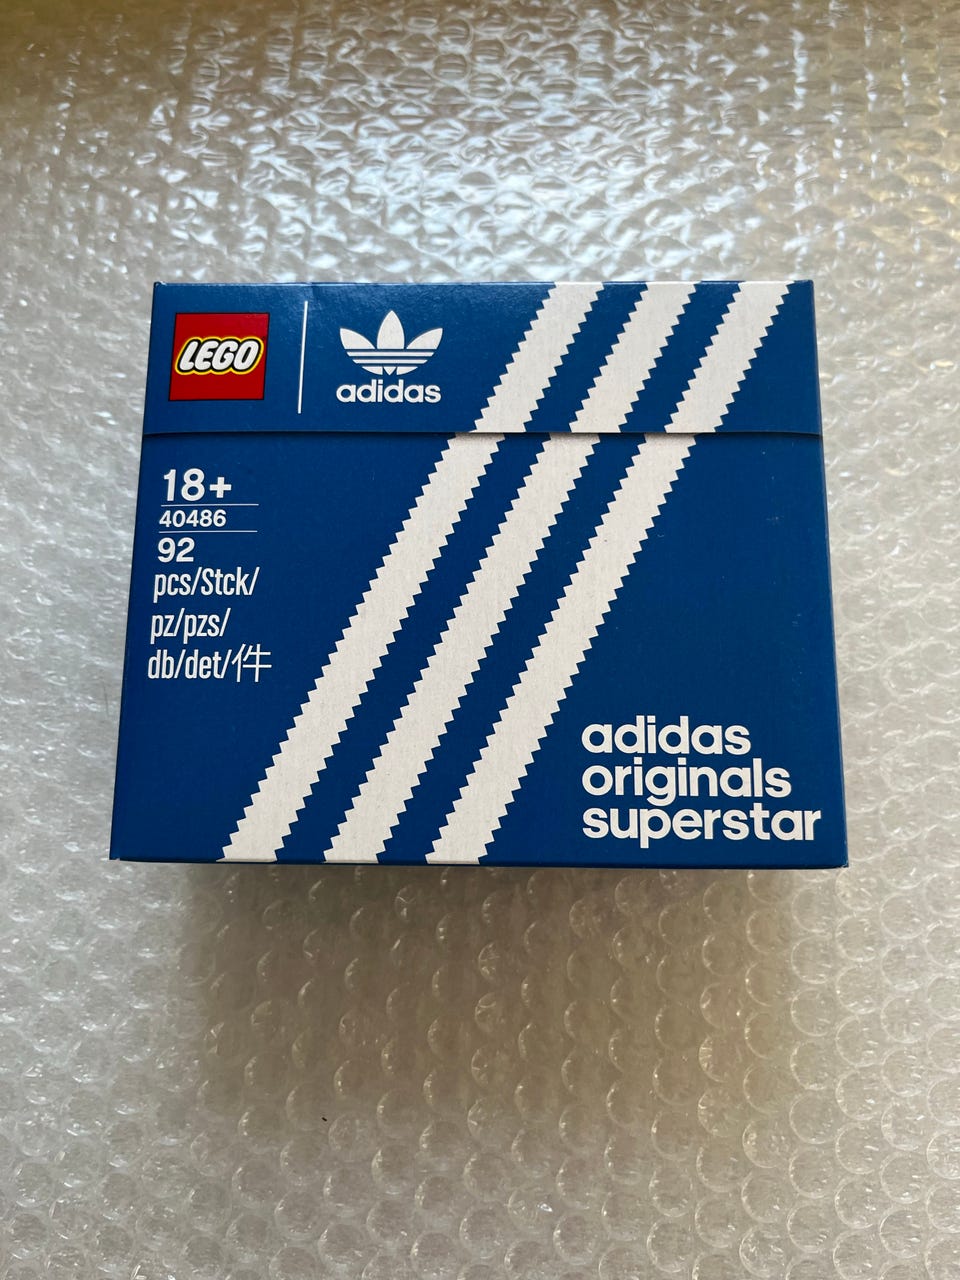 LEGO
adidas
18+
40486
92
pcs/Stck/
pz/pzs/
db/det/件
adidas
originals
superstar